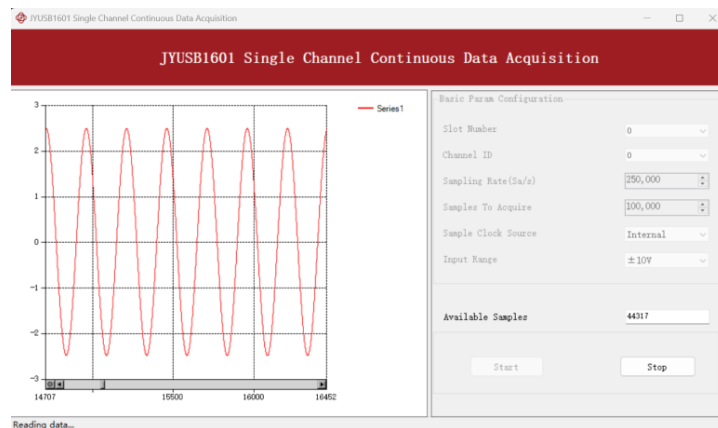 JYUSB1601 Single Channel Continuous Data Acquisition
JYUSB1601 Single Channel Continuous Data Acquisition
3
2
1
0
-1
-2
-3
14707
15500
16000
16452
Series1
Basic Param Configuration
Slot Number 0
Channel ID 0
Sampling Rate(Sa/s) 250,000
Samples To Acquire 100,000
Sample Clock Source Internal
Input Range ±10V
Available Samples 44317
Start Stop
Reading data...